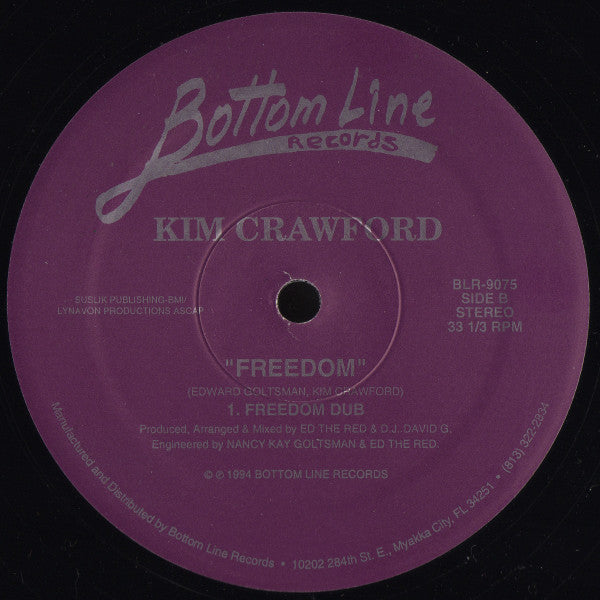 Bottom Line
Records
KIM CRAWFORD
SUSLIK PUBLISHING-BMI/
LYNAVON PRODUCTIONS ASCAP
BLR-9075
SIDE B
STEREO
33 1/3 RPM
"FREEDOM"
(EDWARD GOLTSMAN, KIM CRAWFORD)
1. FREEDOM DUB
Produced, Arranged & Mixed by ED THE RED & D.J. DAVID G.
Engineered by NANCY KAY GOLTSMAN & ED THE RED.
© ℗ 1994 BOTTOM LINE RECORDS
Manufactured and Distributed by Bottom Line Records • 10202 284th St. E., Myakka City, FL 34251 • (813) 322-2934